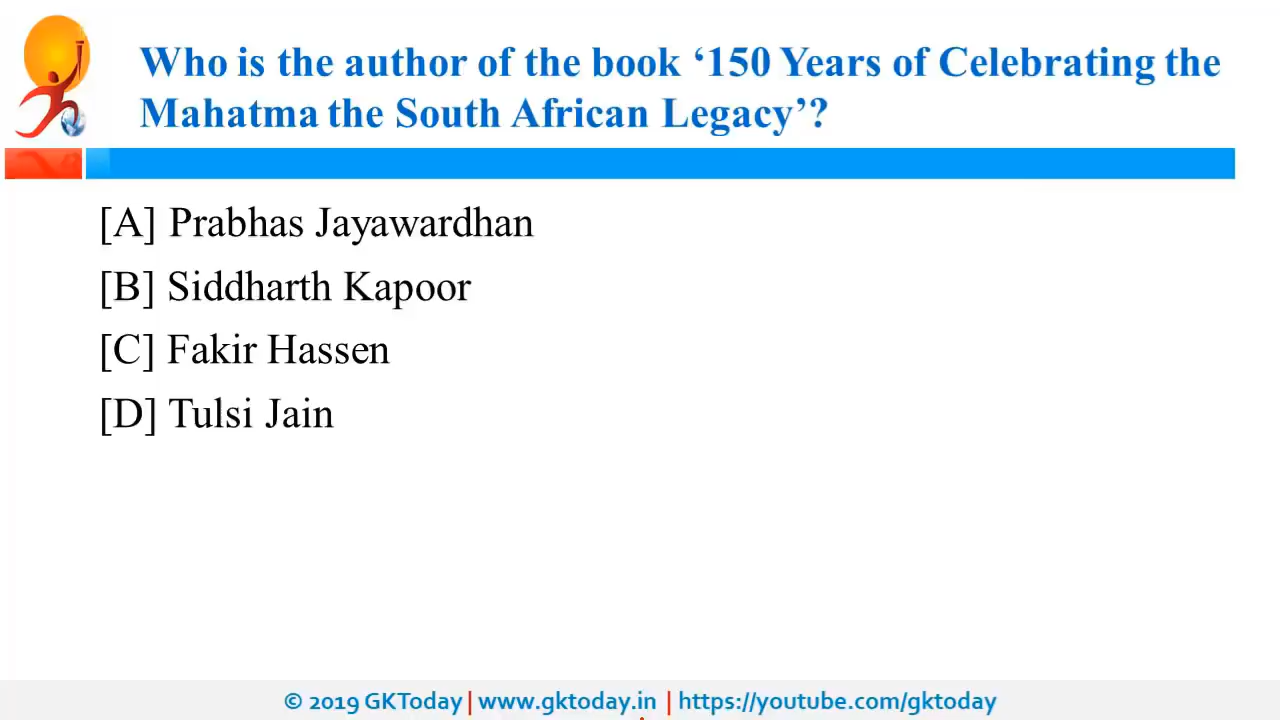 Who is the author of the book ‘150 Years of Celebrating the
Mahatma the South African Legacy’?
[A] Prabhas Jayawardhan
[B] Siddharth Kapoor
[C] Fakir Hassen
[D] Tulsi Jain
© 2019 GKToday | www.gktoday.in | https://youtube.com/gktoday